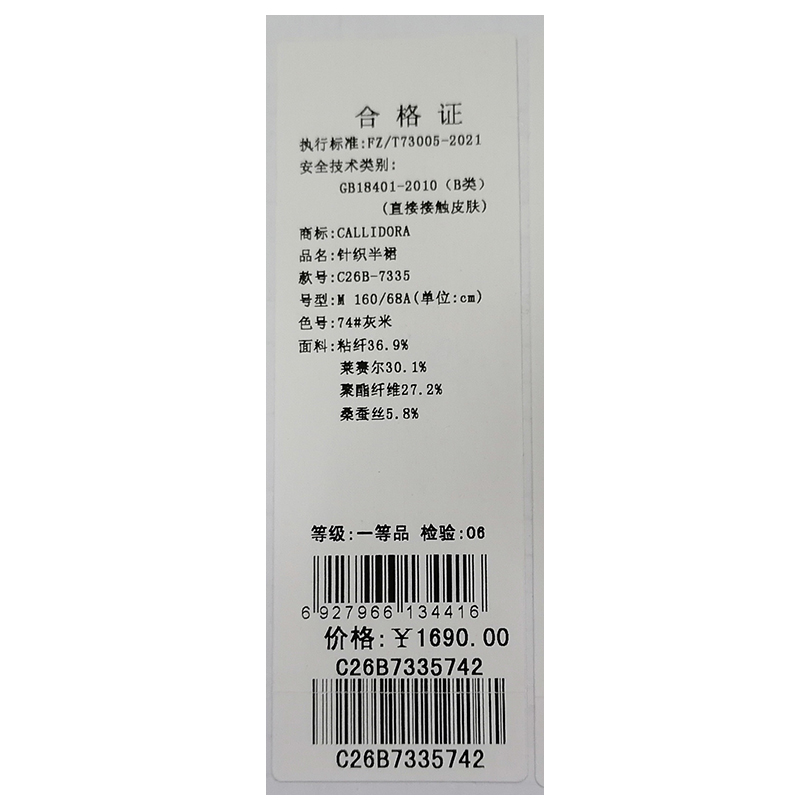 合格证
执行标准:FZ/T73005-2021
安全技术类别:
GB18401-2010（B类）
(直接接触皮肤)
商标:CALLIDORA
品名:针织半裙
款号:C26B-7335
号型:M 160/68A(单位:cm)
色号:74#灰米
面料:粘纤36.9%
莱赛尔30.1%
聚酯纤维27.2%
桑蚕丝5.8%
等级:一等品 检验:06
6 927966 134416
价格:￥1690.00
C26B7335742
C26B7335742